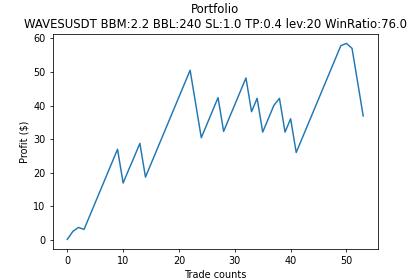 Portfolio
WAVESUSDT BBM:2.2 BBL:240 SL:1.0 TP:0.4 lev:20 WinRatio:76.0
60
50
40
30
20
10
0
Profit ($)
0 10 20 30 40 50
Trade counts